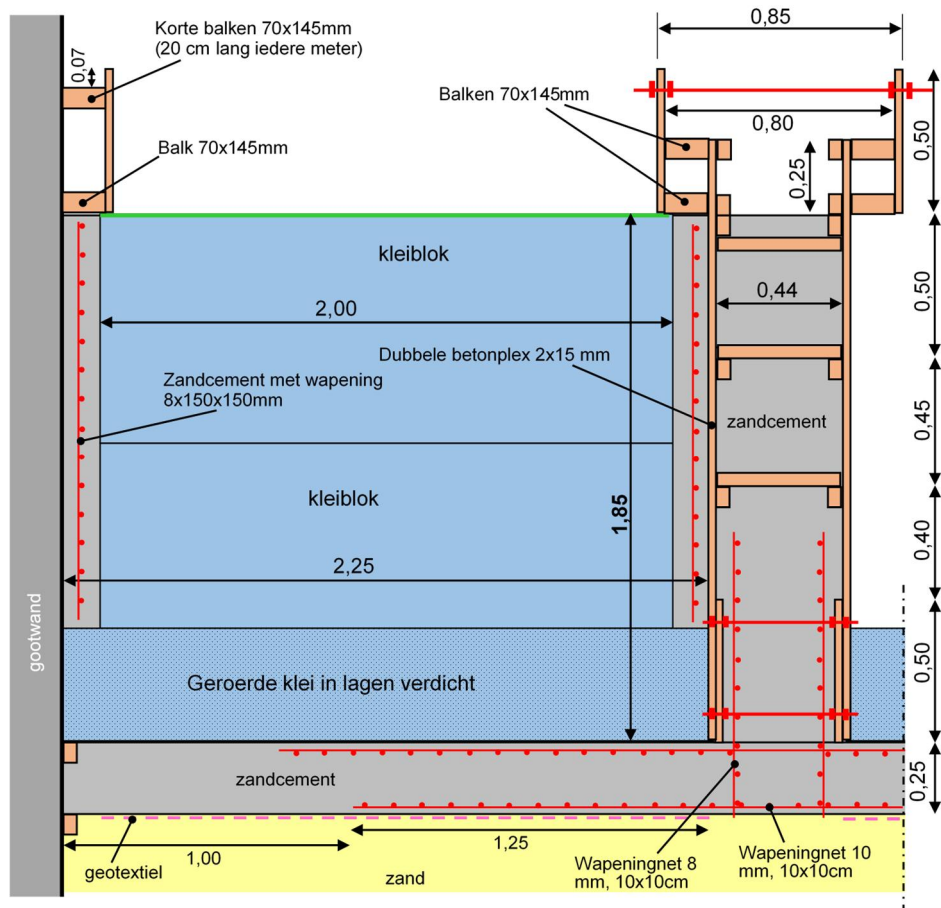 0,85
Korte balken 70x145mm
(20 cm lang iedere meter)
0,07
Balken 70x145mm
0,80
0,50
Balk 70x145mm
0,25
kleiblok
2,00
0,44
0,50
Dubbele betonplex 2x15 mm
Zandcement met wapening
8x150x150mm
zandcement
0,45
kleiblok
1,85
0,40
2,25
gootwand
0,50
Geroerde klei in lagen verdicht
zandcement
0,25
1,00
1,25
geotextiel
zand
Wapeningnet 8
mm, 10x10cm
Wapeningnet 10
mm, 10x10cm